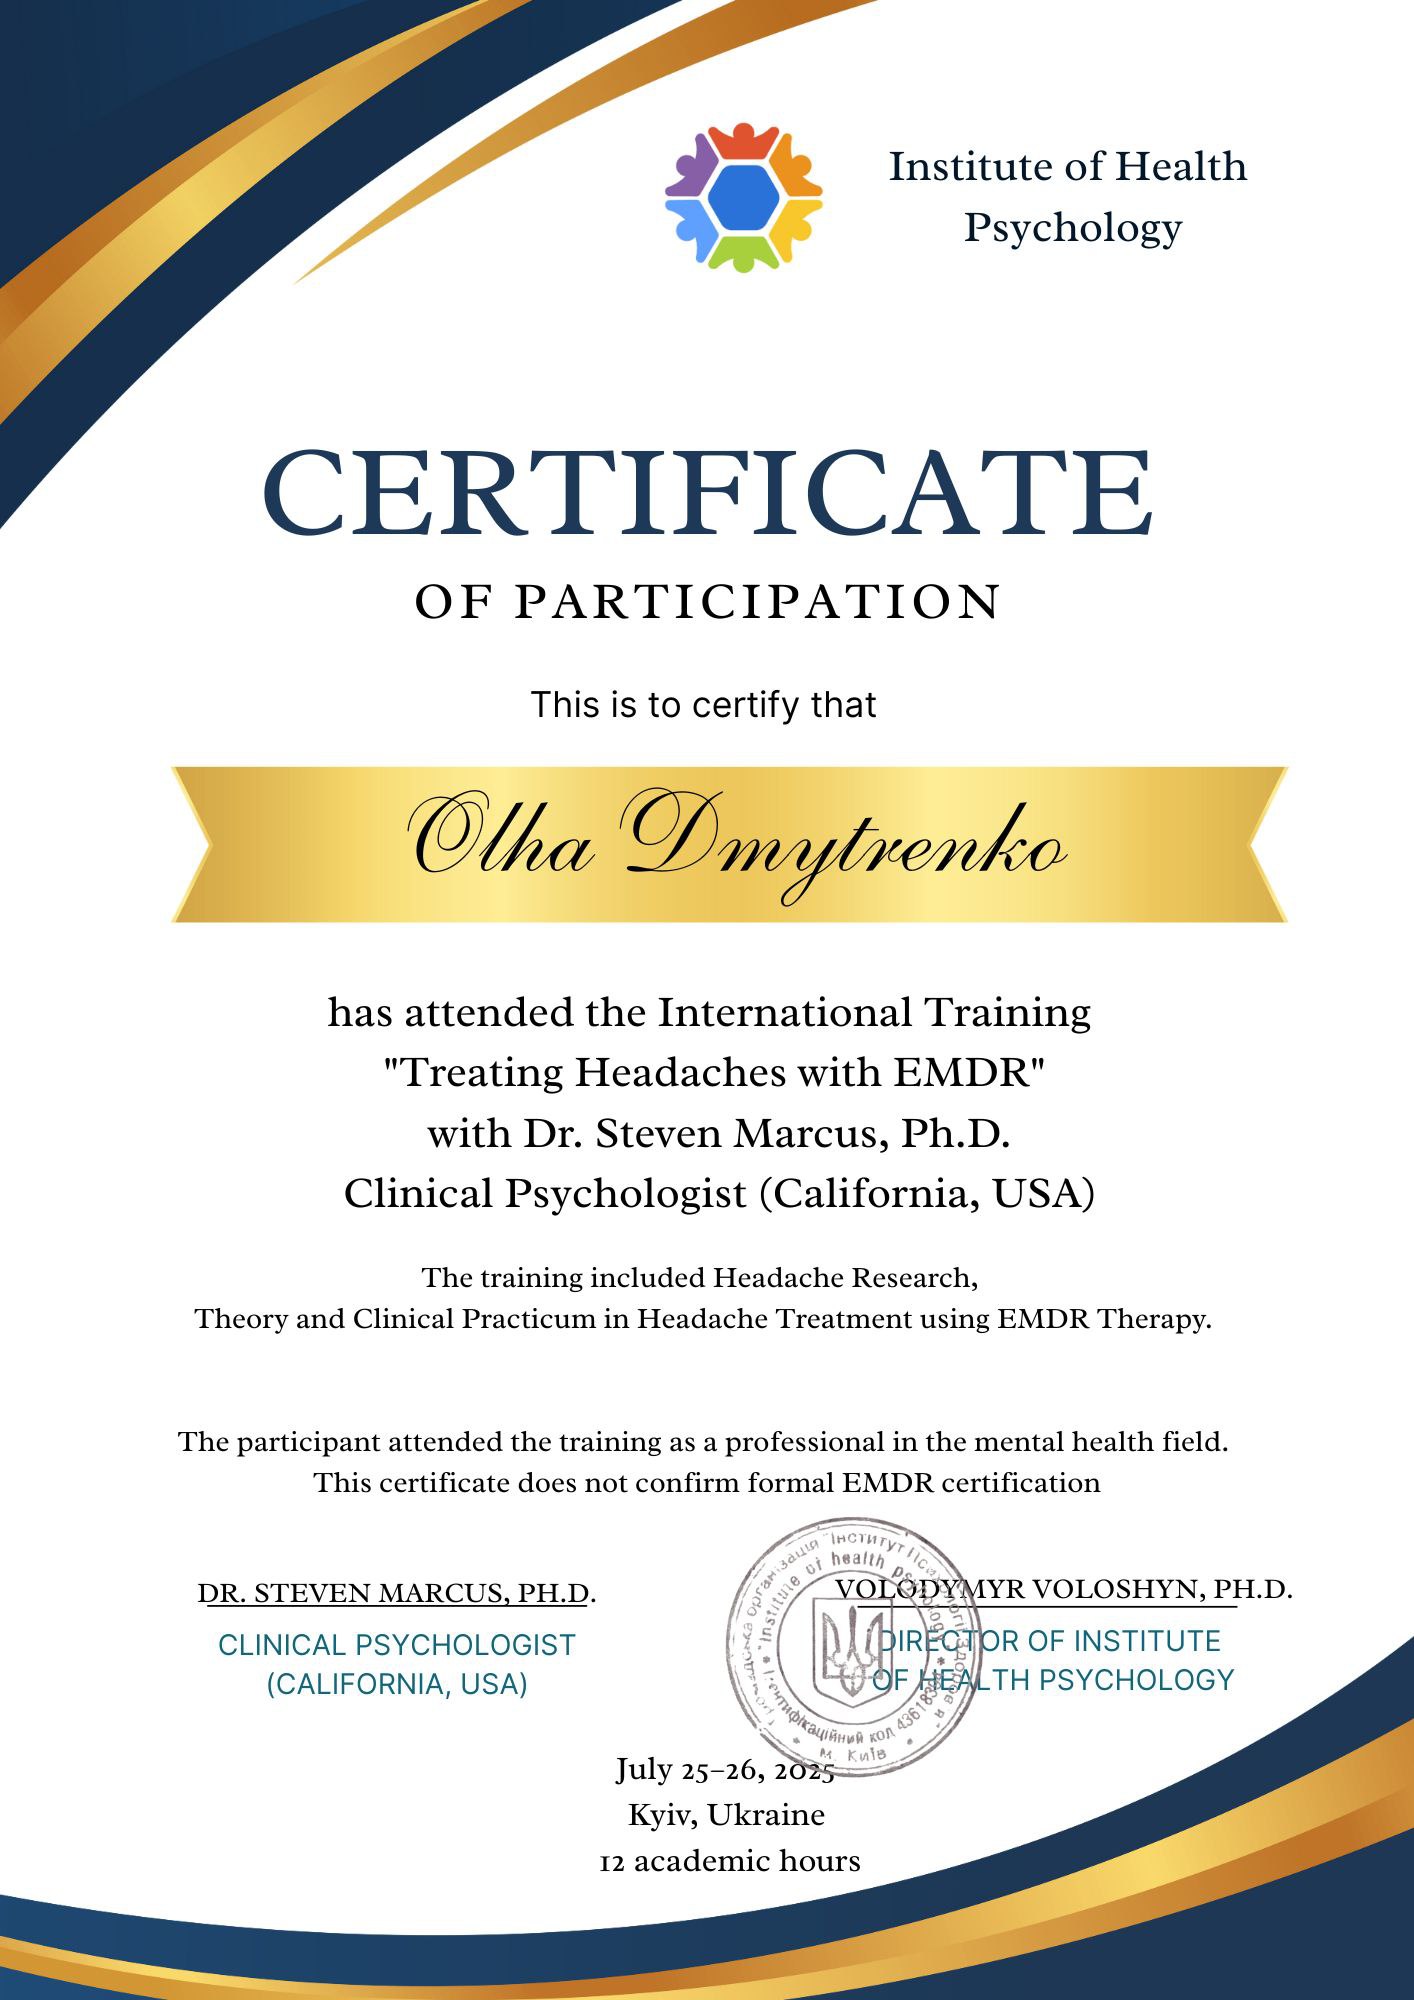 Institute of Health
Psychology
CERTIFICATE
OF PARTICIPATION
This is to certify that
Olha Dmytrenko
has attended the International Training
"Treating Headaches with EMDR"
with Dr. Steven Marcus, Ph.D.
Clinical Psychologist (California, USA)
The training included Headache Research,
Theory and Clinical Practicum in Headache Treatment using EMDR Therapy.
The participant attended the training as a professional in the mental health field.
This certificate does not confirm formal EMDR certification
DR. STEVEN MARCUS, PH.D.
CLINICAL PSYCHOLOGIST
(CALIFORNIA, USA)
VOLODYMYR VOLOSHYN, PH.D.
DIRECTOR OF INSTITUTE
OF HEALTH PSYCHOLOGY
організація "Інститут Психології Здоров'я"
"Institute of health psychology"
Ідентифікаційний код
м. Київ
July 25–26, 2025
Kyiv, Ukraine
12 academic hours